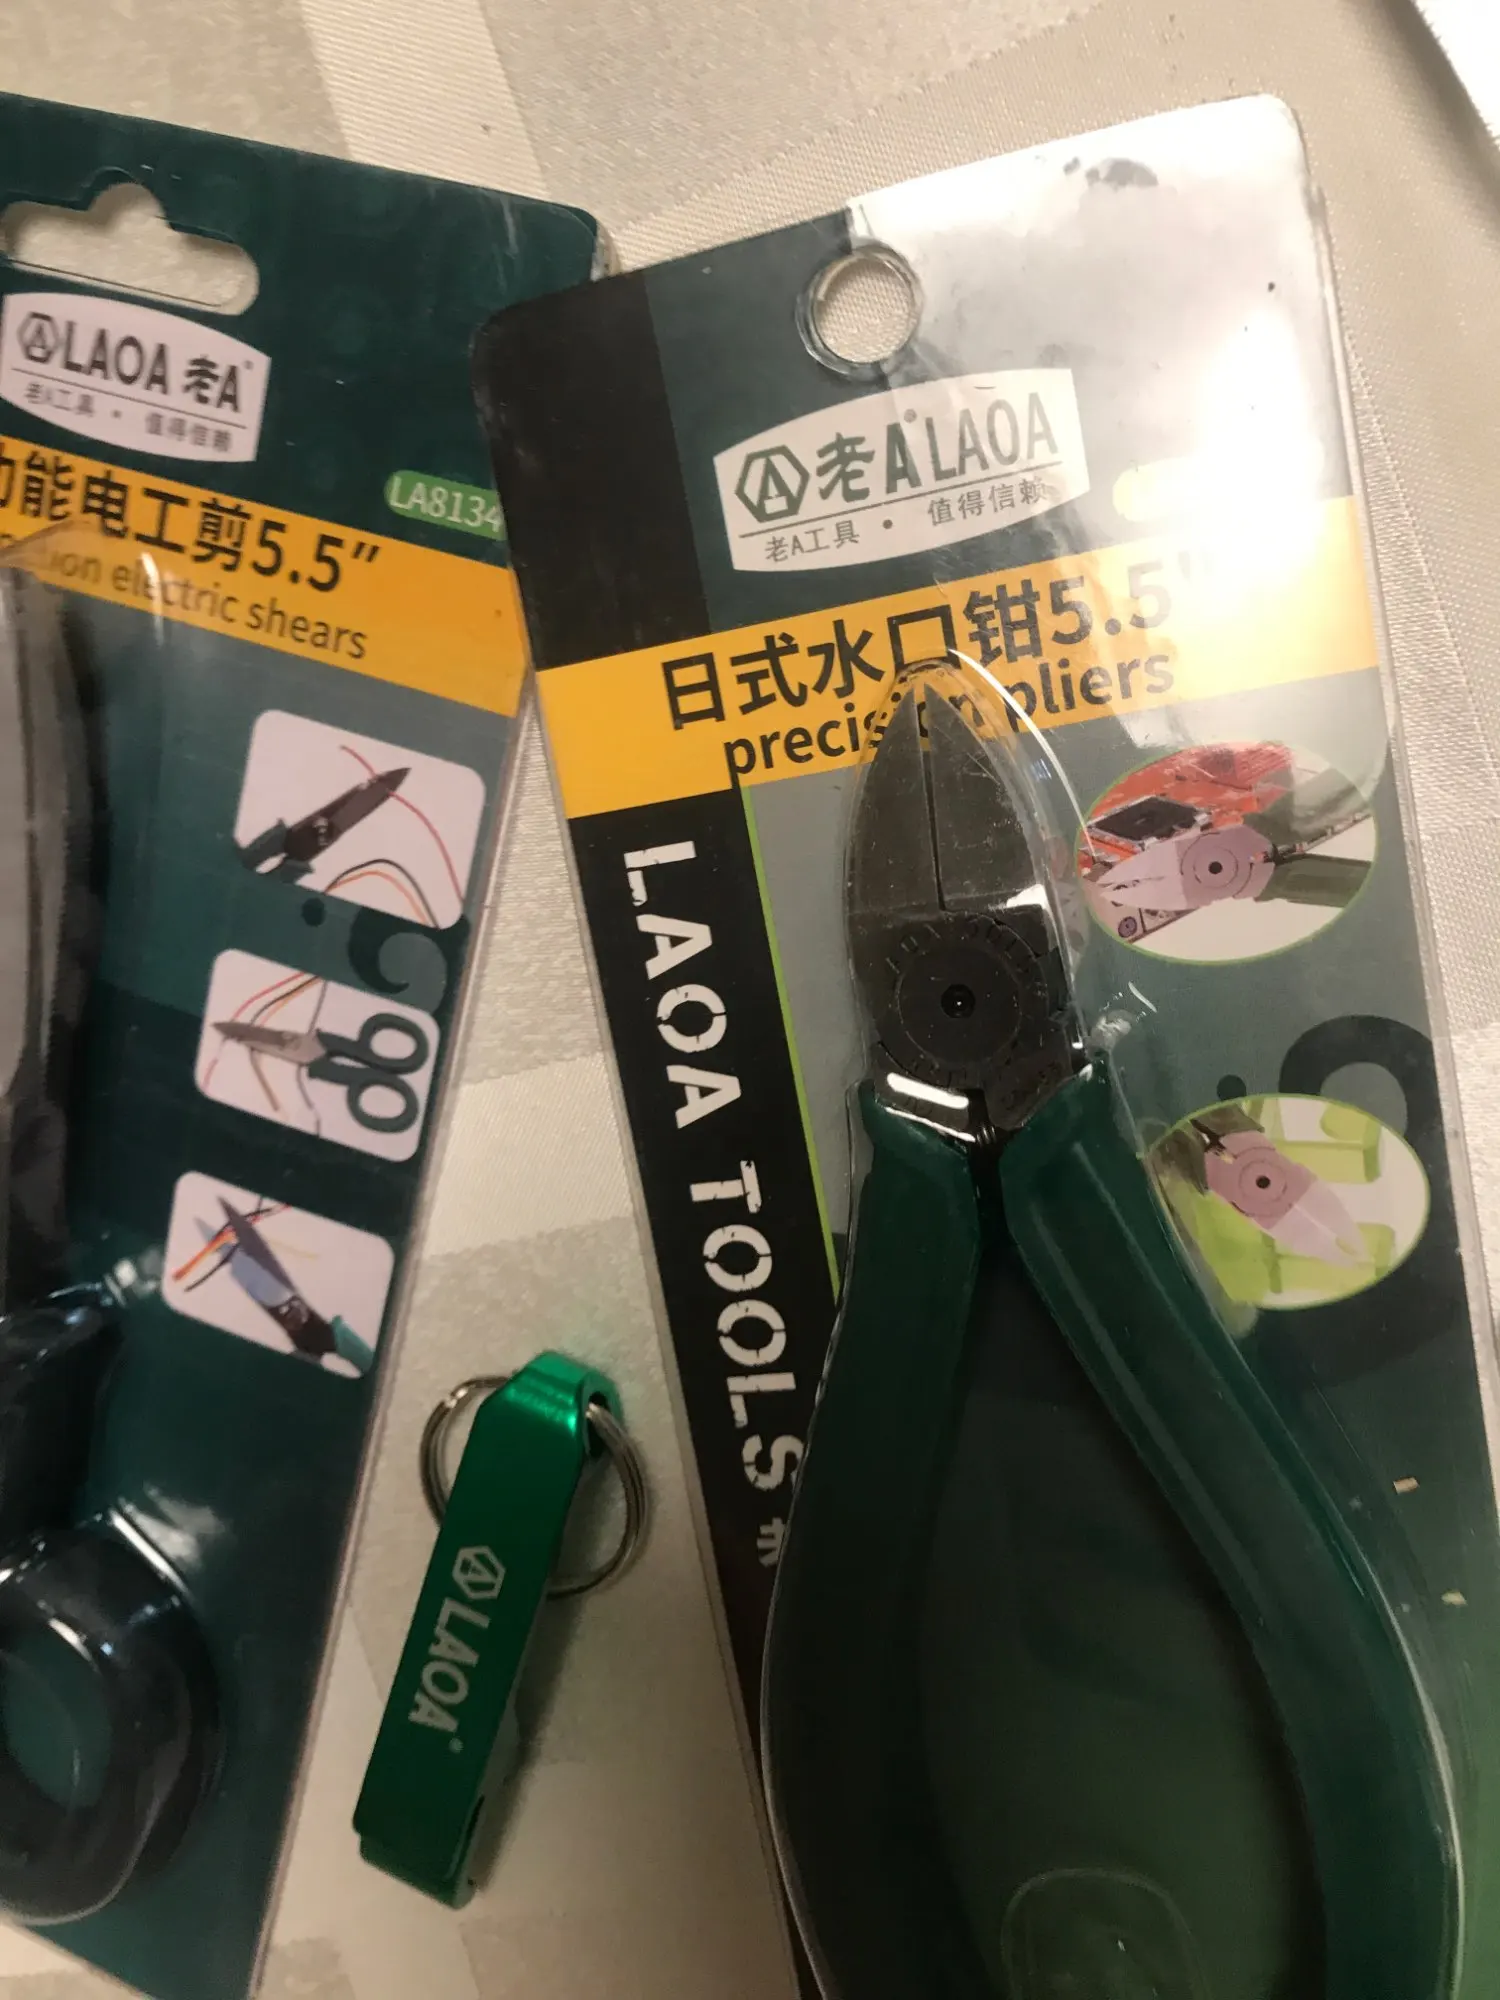 LAOA 老A
老A工具 · 值得信赖
LA8134
功能电工剪5.5"
electric shears
老A LAOA
老A工具 · 值得信赖
日式水口钳5.5"
precision pliers
LAOA TOOLS
LAOA